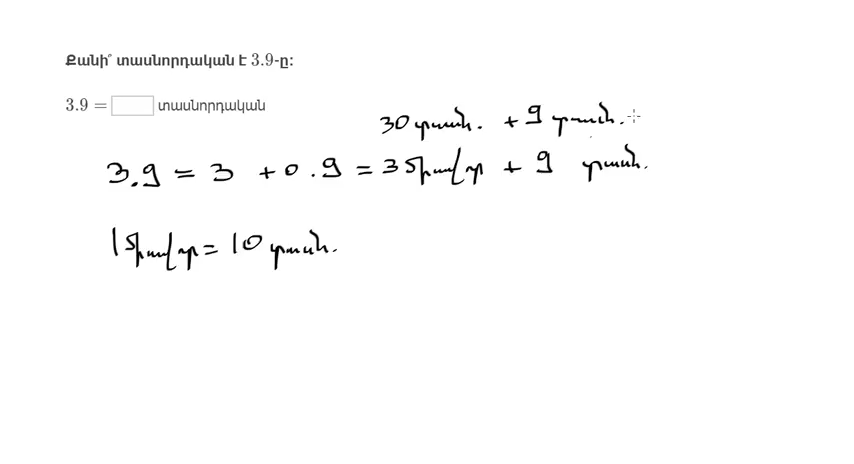 Քանի՞ տասնորդական է 3.9-ը:
3.9 = տասնորդական
30 տասն. + 9 տասն.
3.9 = 3 + 0.9 = 3 միավոր + 9 տասն.
1 միավոր = 10 տասն.